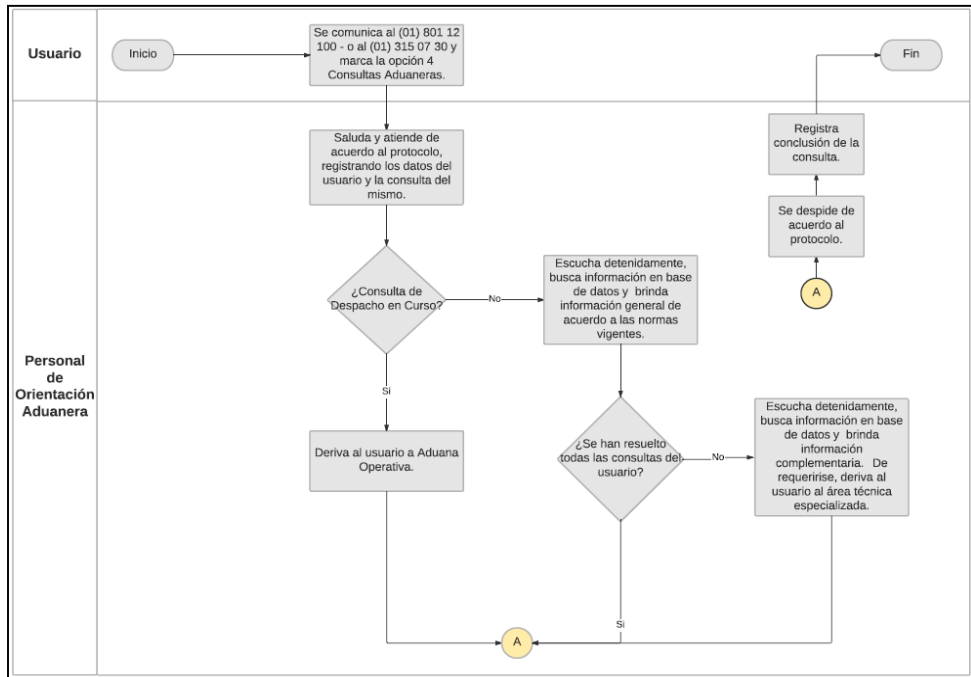 Usuario
Inicio
Se comunica al (01) 801 12
100 - o al (01) 315 07 30 y
marca la opción 4
Consultas Aduaneras.
Fin
Personal
de
Orientación
Aduanera
Saluda y atiende de
acuerdo al protocolo,
registrando los datos del
usuario y la consulta del
mismo.
¿Consulta de
Despacho en Curso?
No
Escucha detenidamente,
busca información en base
de datos y brinda
información general de
acuerdo a las normas
vigentes.
Si
Deriva al usuario a Aduana
Operativa.
¿Se han resuelto
todas las consultas del
usuario?
No
Escucha detenidamente,
busca información en base
de datos y brinda
información
complementaria. De
requeririse, deriva al
usuario al área técnica
especializada.
Si
A
A
Se despide de
acuerdo al
protocolo.
Registra
conclusión de la
consulta.